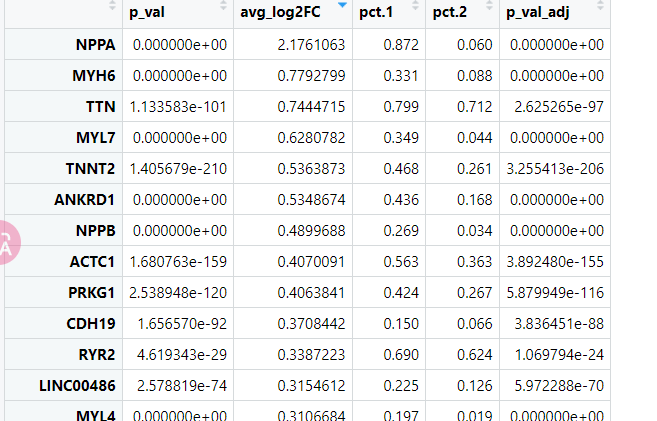 p_val avg_log2FC pct.1 pct.2 p_val_adj
NPPA 0.000000e+00 2.1761063 0.872 0.060 0.000000e+00
MYH6 0.000000e+00 0.7792799 0.331 0.088 0.000000e+00
TTN 1.133583e-101 0.7444715 0.799 0.712 2.625265e-97
MYL7 0.000000e+00 0.6280782 0.349 0.044 0.000000e+00
TNNT2 1.405679e-210 0.5363873 0.468 0.261 3.255413e-206
ANKRD1 0.000000e+00 0.5348674 0.436 0.168 0.000000e+00
NPPB 0.000000e+00 0.4899688 0.269 0.034 0.000000e+00
ACTC1 1.680763e-159 0.4070091 0.563 0.363 3.892480e-155
PRKG1 2.538948e-120 0.4063841 0.424 0.267 5.879949e-116
CDH19 1.656570e-92 0.3708442 0.150 0.066 3.836451e-88
RYR2 4.619343e-29 0.3387223 0.690 0.624 1.069794e-24
LINC00486 2.578819e-74 0.3154612 0.225 0.126 5.972288e-70
MYL4 0.000000e+00 0.3106684 0.197 0.019 0.000000e+00
A